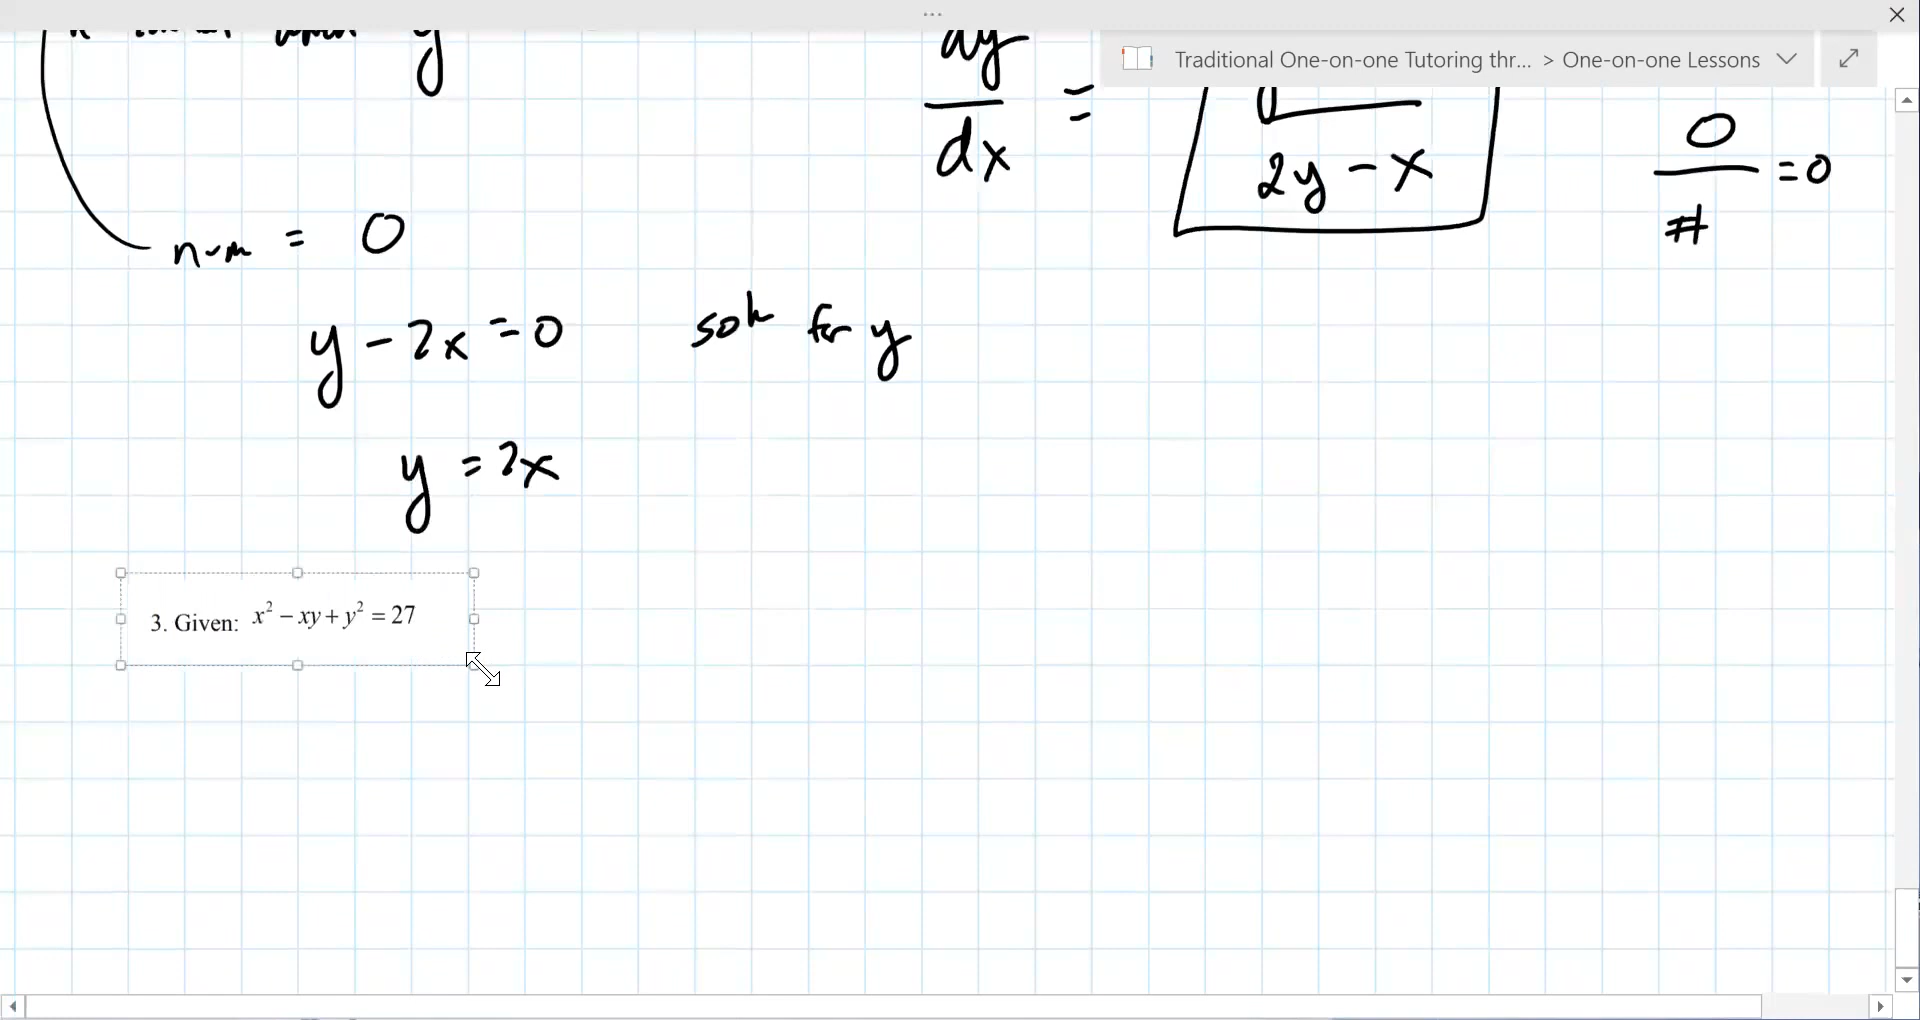 ...
Traditional One-on-one Tutoring thr... > One-on-one Lessons
y
dy
dx
=
2y - x
0
# = 0
num = 0
y - 2x = 0 solve for y
y = 2x
3. Given: x² − xy + y² = 27